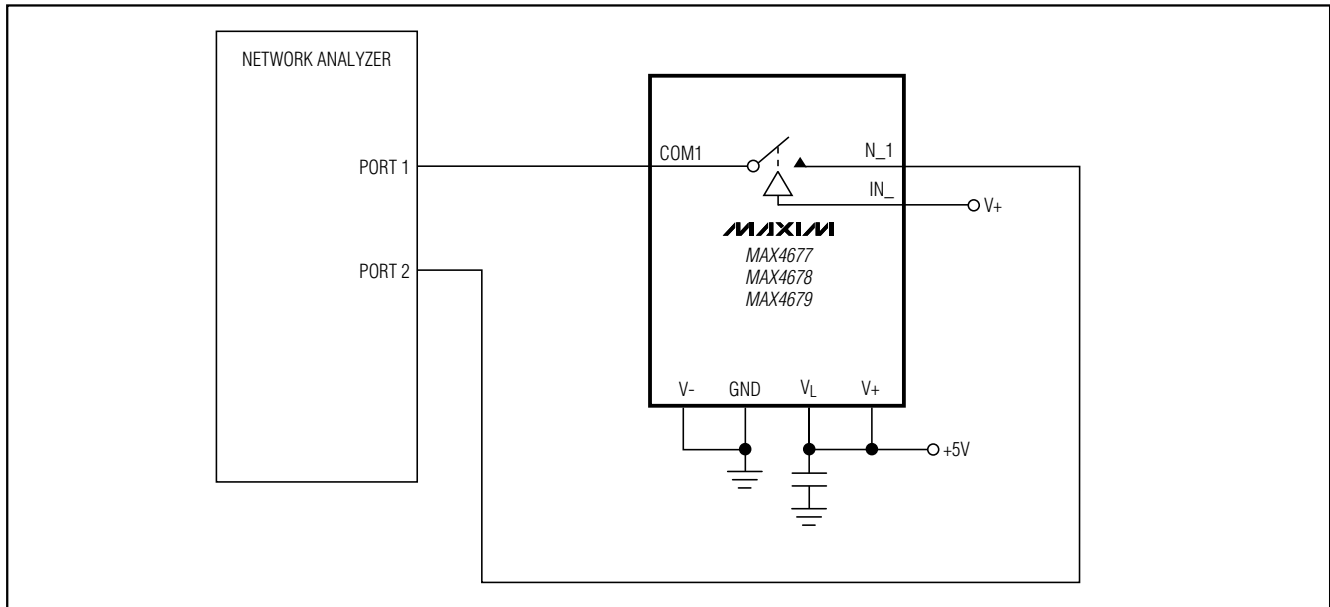 NETWORK ANALYZER
PORT 1
COM1
N_1
IN_
V+
MAXIM
MAX4677
MAX4678
MAX4679
PORT 2
V-
GND
VL
V+
+5V